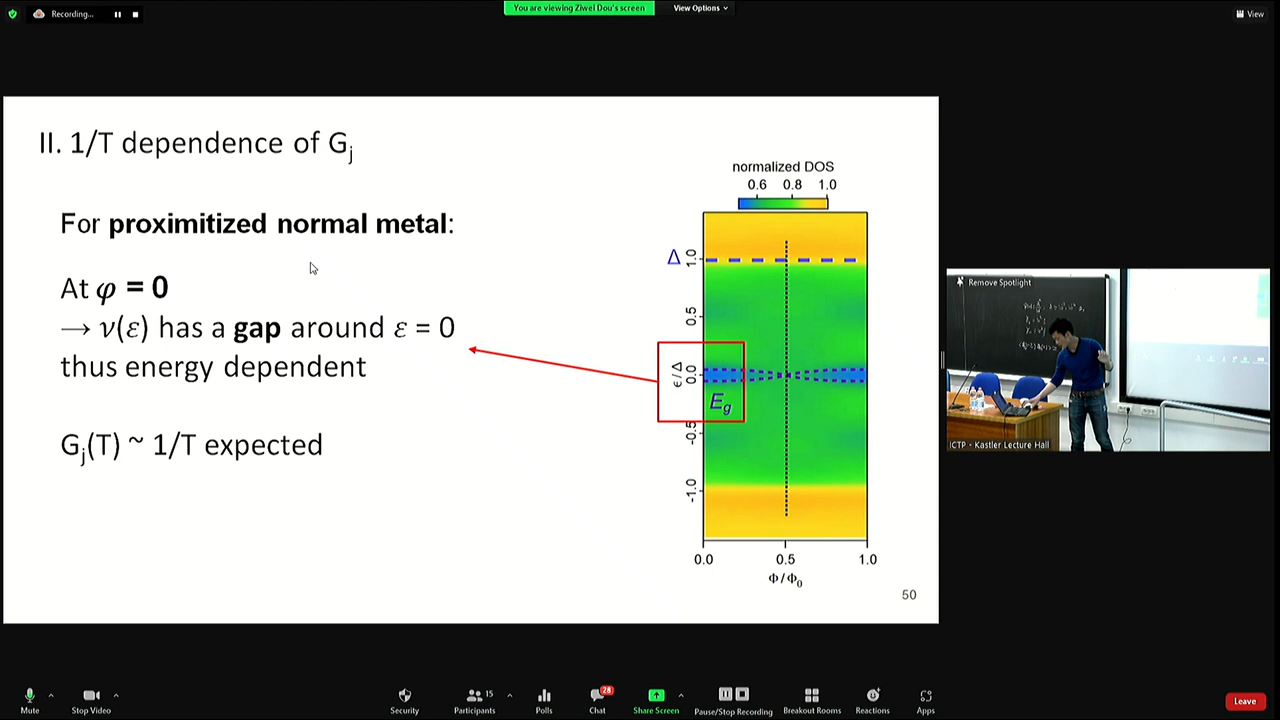 Recording...
You are viewing Ziwei Dou's screen
View Options
View
II. 1/T dependence of Gj
For proximitized normal metal:
At φ = 0
→ ν(ε) has a gap around ε = 0
thus energy dependent
Gj(T) ~ 1/T expected
normalized DOS
0.6 0.8 1.0
Δ
1.0
0.5
0.0
-0.5
-1.0
ϵ/Δ
Eg
0.0 0.5 1.0
Φ/Φ0
50
Remove Spotlight
ICTP - Kastler Lecture Hall
Mute
Stop Video
Security
Participants
15
Polls
Chat
28
Share Screen
Pause/Stop Recording
Breakout Rooms
Reactions
Apps
Leave